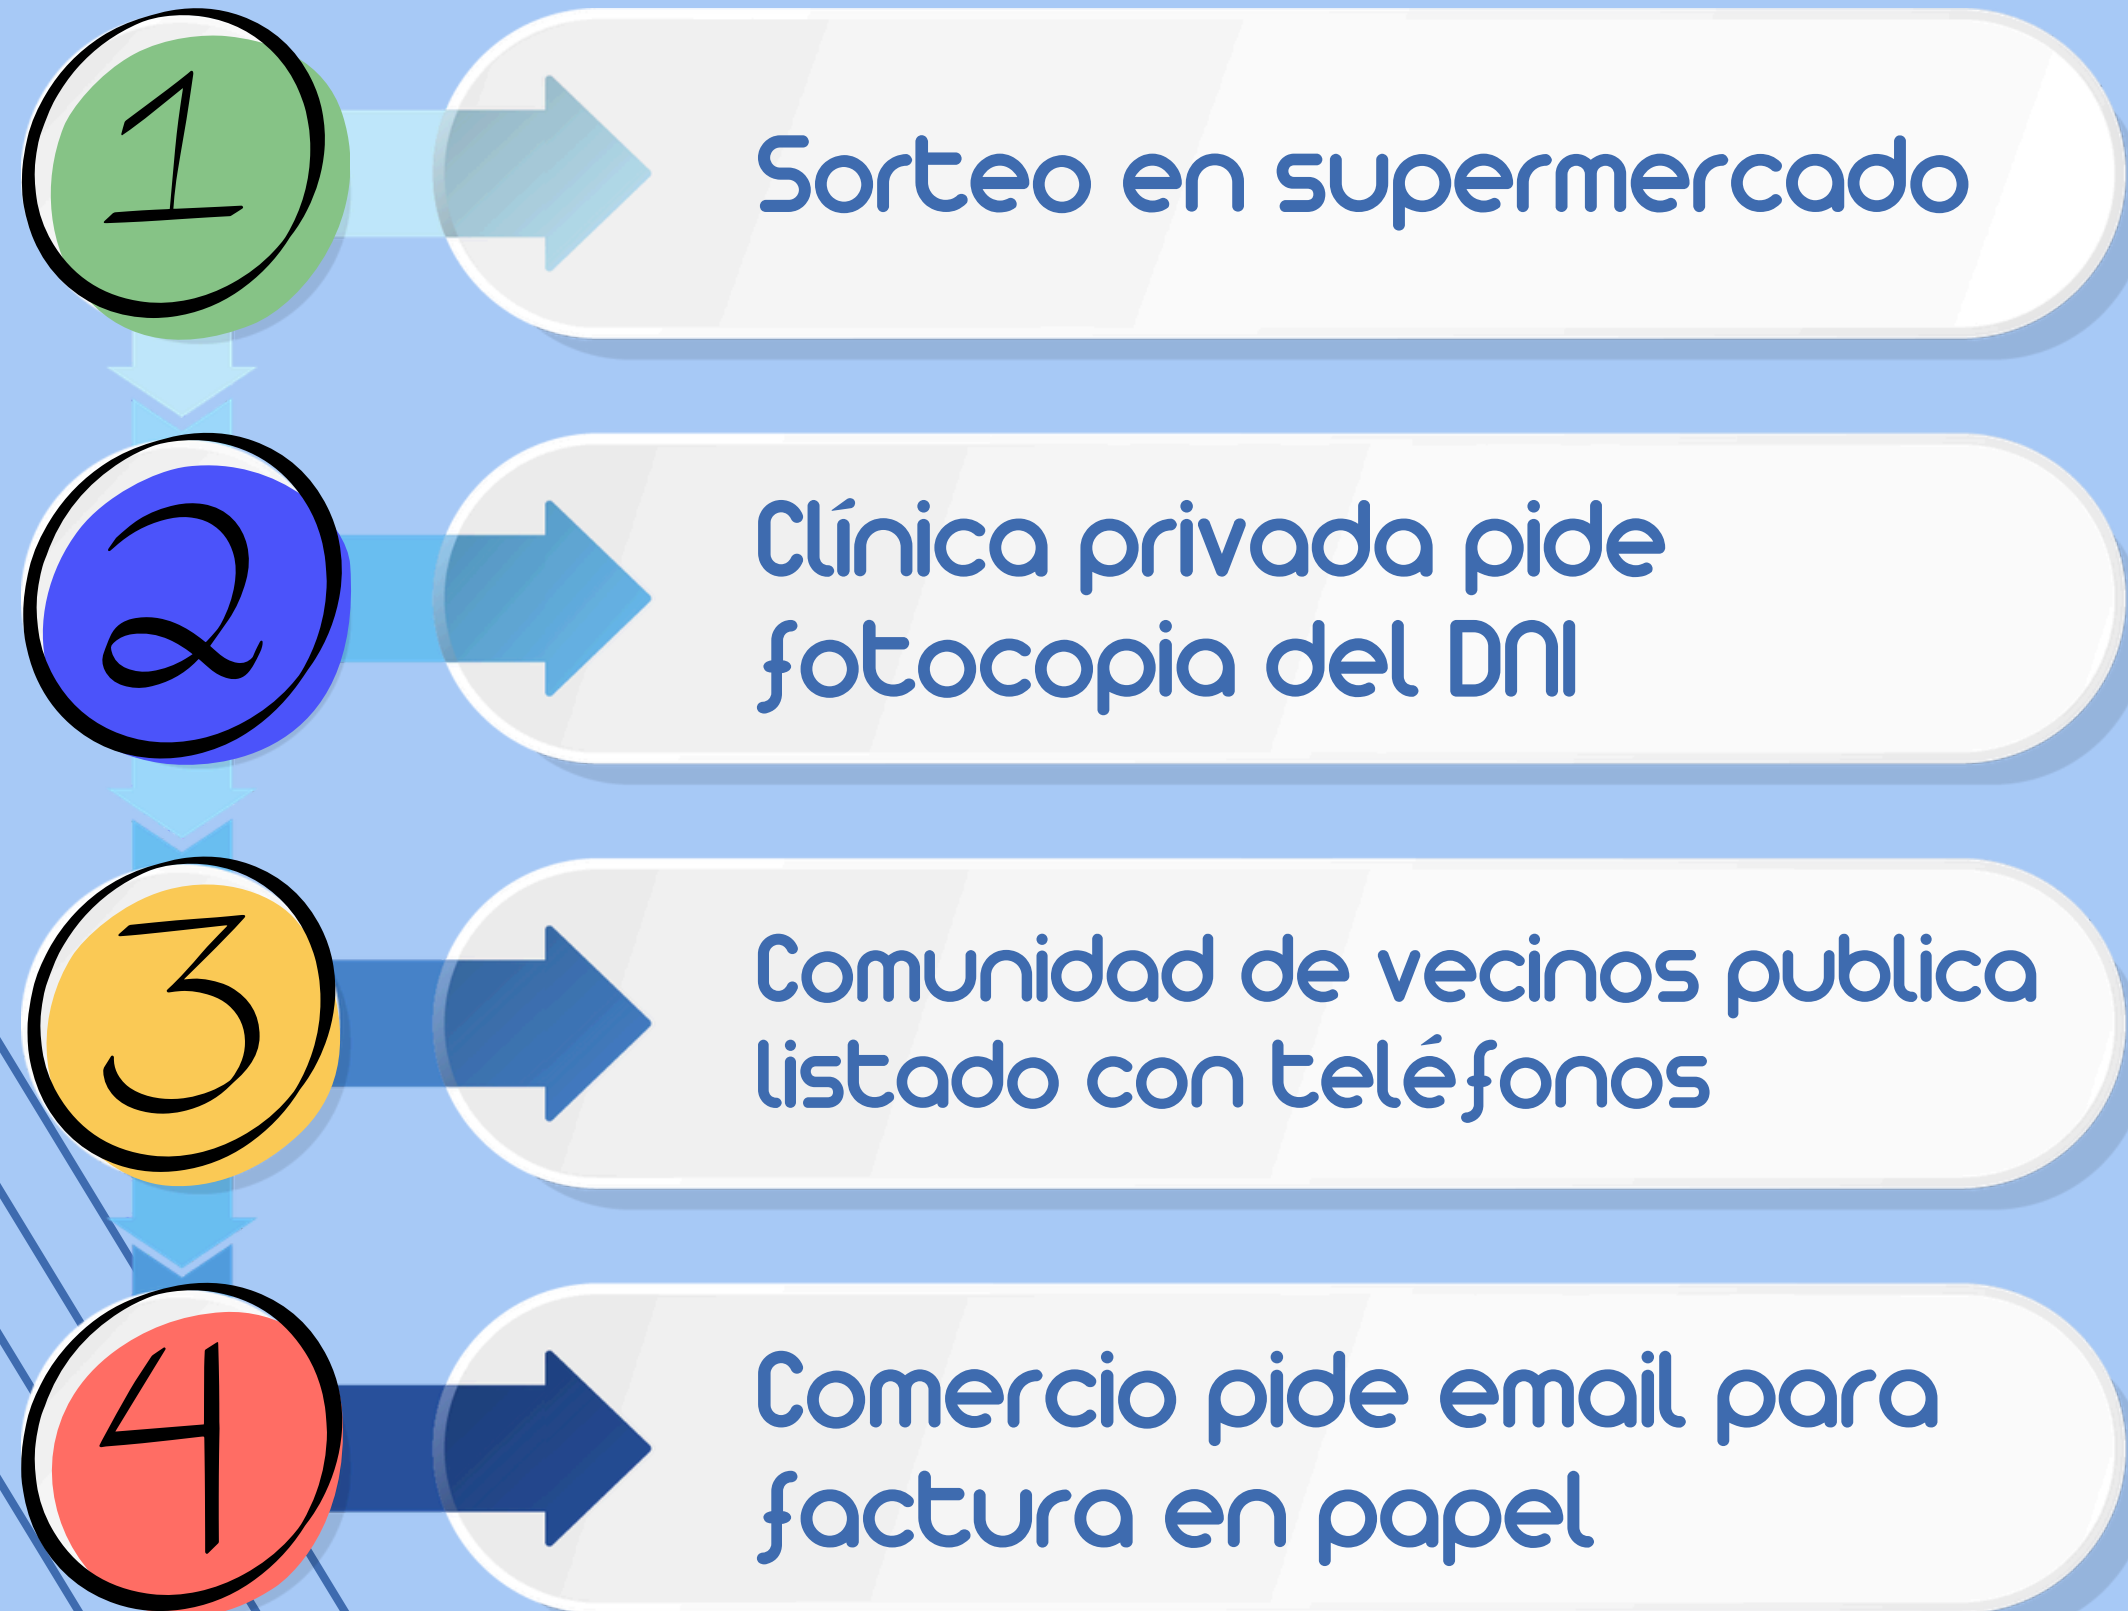 1
Sorteo en supermercado
2
Clínica privada pide
fotocopia del DNI
3
Comunidad de vecinos publica
listado con teléfonos
4
Comercio pide email para
factura en papel